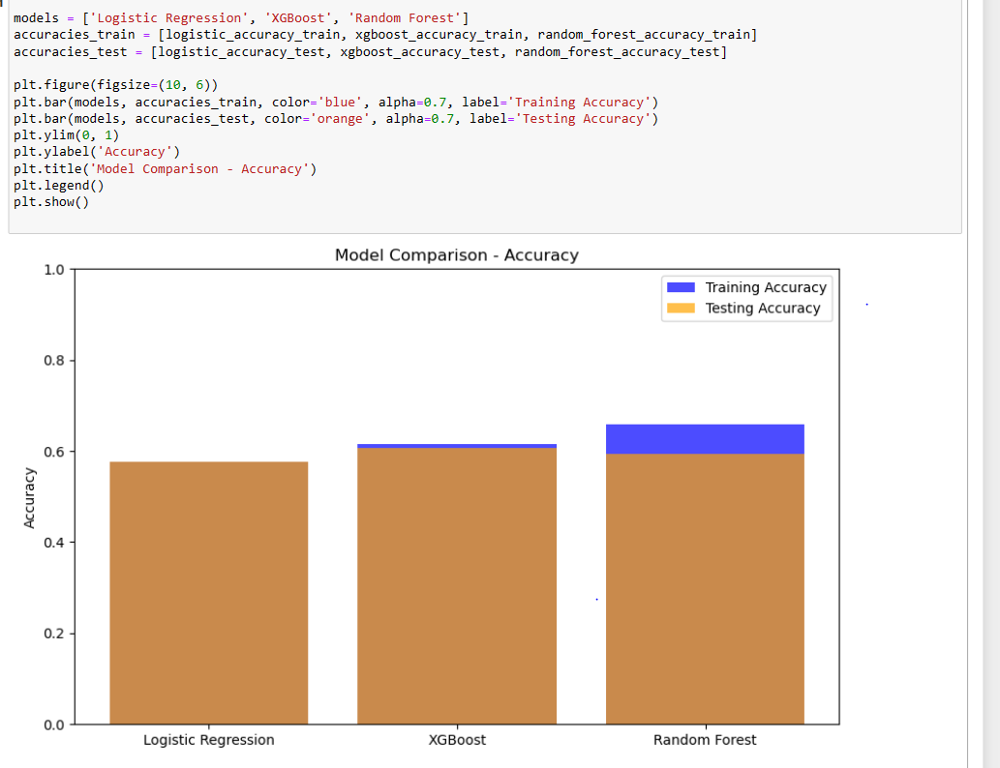 models = ['Logistic Regression', 'XGBoost', 'Random Forest']
accuracies_train = [logistic_accuracy_train, xgboost_accuracy_train, random_forest_accuracy_train]
accuracies_test = [logistic_accuracy_test, xgboost_accuracy_test, random_forest_accuracy_test]

plt.figure(figsize=(10, 6))
plt.bar(models, accuracies_train, color='blue', alpha=0.7, label='Training Accuracy')
plt.bar(models, accuracies_test, color='orange', alpha=0.7, label='Testing Accuracy')
plt.ylim(0, 1)
plt.ylabel('Accuracy')
plt.title('Model Comparison - Accuracy')
plt.legend()
plt.show()
Model Comparison - Accuracy
Training Accuracy
Testing Accuracy
1.0
0.8
0.6
0.4
0.2
0.0
Accuracy
Logistic Regression
XGBoost
Random Forest